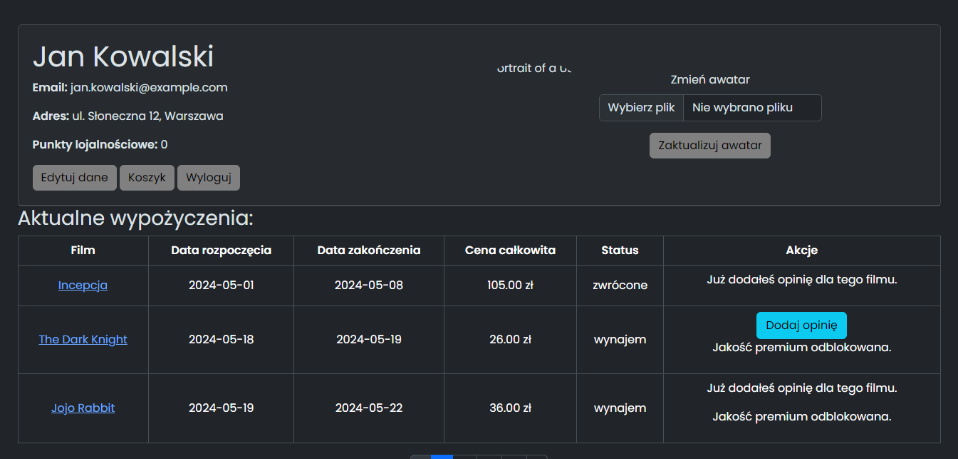 Jan Kowalski
Email: jan.kowalski@example.com
Adres: ul. Słoneczna 12, Warszawa
Punkty lojalnościowe: 0
Edytuj dane Koszyk Wyloguj
ortrait of a
Zmień awatar
Wybierz plik Nie wybrano pliku
Zaktualizuj awatar
Aktualne wypożyczenia:
Film Data rozpoczęcia Data zakończenia Cena całkowita Status Akcje
Incepcja 2024-05-01 2024-05-08 105.00 zł zwrócone Już dodałeś opinię dla tego filmu.
The Dark Knight 2024-05-18 2024-05-19 26.00 zł wynajem Dodaj opinię
Jakość premium odblokowana.
Jojo Rabbit 2024-05-19 2024-05-22 36.00 zł wynajem Już dodałeś opinię dla tego filmu.
Jakość premium odblokowana.